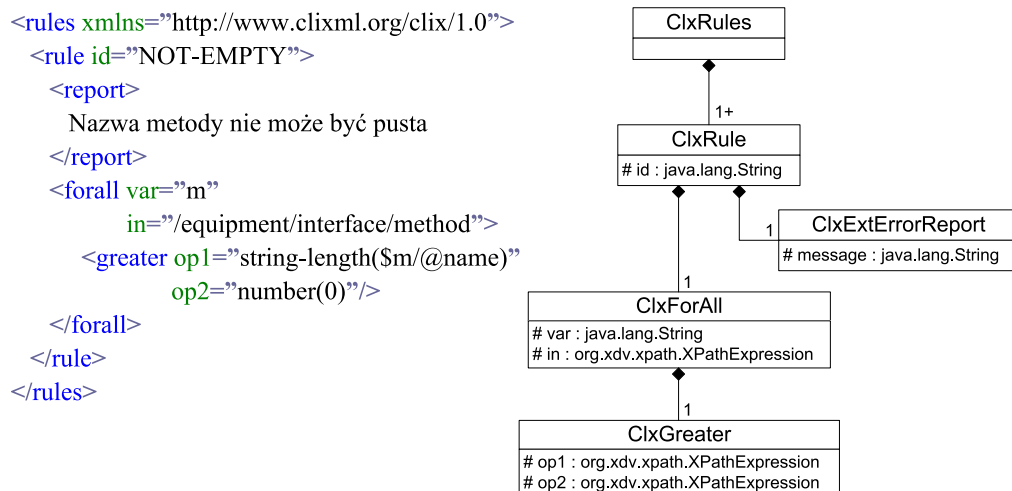 <rules xmlns=”http://www.clixml.org/clix/1.0”>
<rule id=”NOT-EMPTY”>
<report>
Nazwa metody nie może być pusta
</report>
<forall var=”m”
in=”/equipment/interface/method”>
<greater op1=”string-length($m/@name)”
op2=”number(0)”/>
</forall>
</rule>
</rules>
ClxRules
1+
ClxRule
# id : java.lang.String
1
ClxExtErrorReport
# message : java.lang.String
1
ClxForAll
# var : java.lang.String
# in : org.xdv.xpath.XPathExpression
1
ClxGreater
# op1 : org.xdv.xpath.XPathExpression
# op2 : org.xdv.xpath.XPathExpression